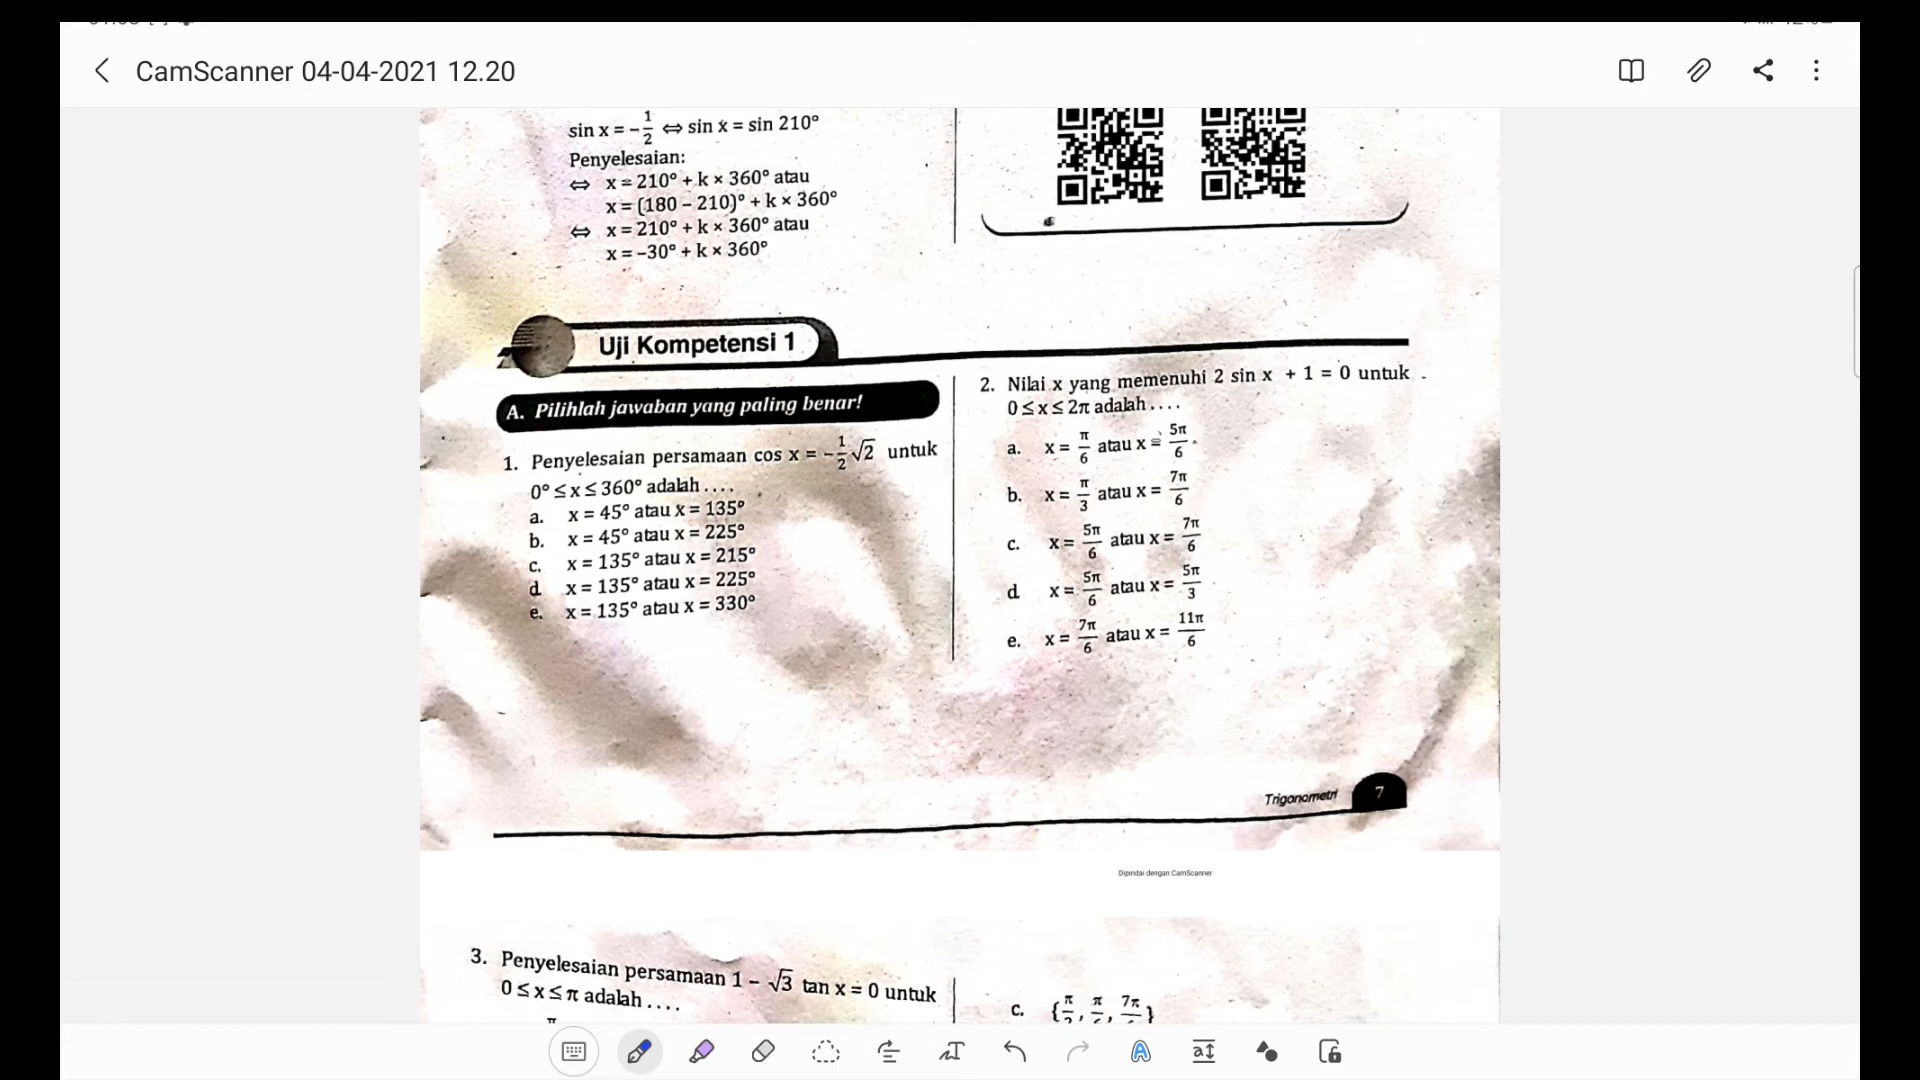 CamScanner 04-04-2021 12.20
sin x = −1/2 ⇔ sin x = sin 210°
Penyelesaian:
⇔ x = 210° + k × 360° atau
x = (180 − 210)° + k × 360°
⇔ x = 210° + k × 360° atau
x = −30° + k × 360°
Uji Kompetensi 1
A. Pilihlah jawaban yang paling benar!
1. Penyelesaian persamaan cos x = −1/2√2 untuk
0° ≤ x ≤ 360° adalah . . . .
a. x = 45° atau x = 135°
b. x = 45° atau x = 225°
c. x = 135° atau x = 215°
d x = 135° atau x = 225°
e. x = 135° atau x = 330°
2. Nilai x yang memenuhi 2 sin x + 1 = 0 untuk
0 ≤ x ≤ 2π adalah . . . .
a. x = π/6 atau x = 5π/6
b. x = π/3 atau x = 7π/6
c. x = 5π/6 atau x = 7π/6
d x = 5π/6 atau x = 5π/3
e. x = 7π/6 atau x = 11π/6
Trigonometri 7
Dipindai dengan CamScanner
3. Penyelesaian persamaan 1 − √3 tan x = 0 untuk
0 ≤ x ≤ π adalah . . . .
π
c.